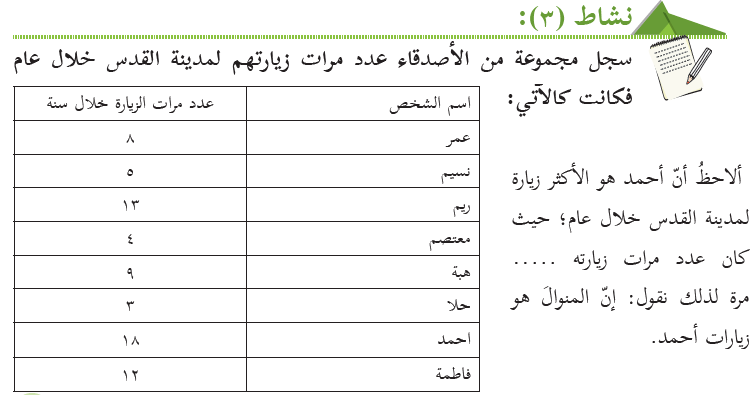 نشاط (٣):
سجل مجموعة من الأصدقاء عدد مرات زيارتهم لمدينة القدس خلال عام
فكانت كالآتي:
اسم الشخص عدد مرات الزيارة خلال سنة
عمر ٨
نسيم ٥
ريم ١٣
معتصم ٤
هبة ٩
حلا ٣
احمد ١٨
فاطمة ١٢
ألاحظُ أنّ أحمد هو الأكثر زيارة
لمدينة القدس خلال عام؛ حيث
كان عدد مرات زيارته .....
مرة لذلك نقول: إنّ المنوالَ هو
زيارات أحمد.